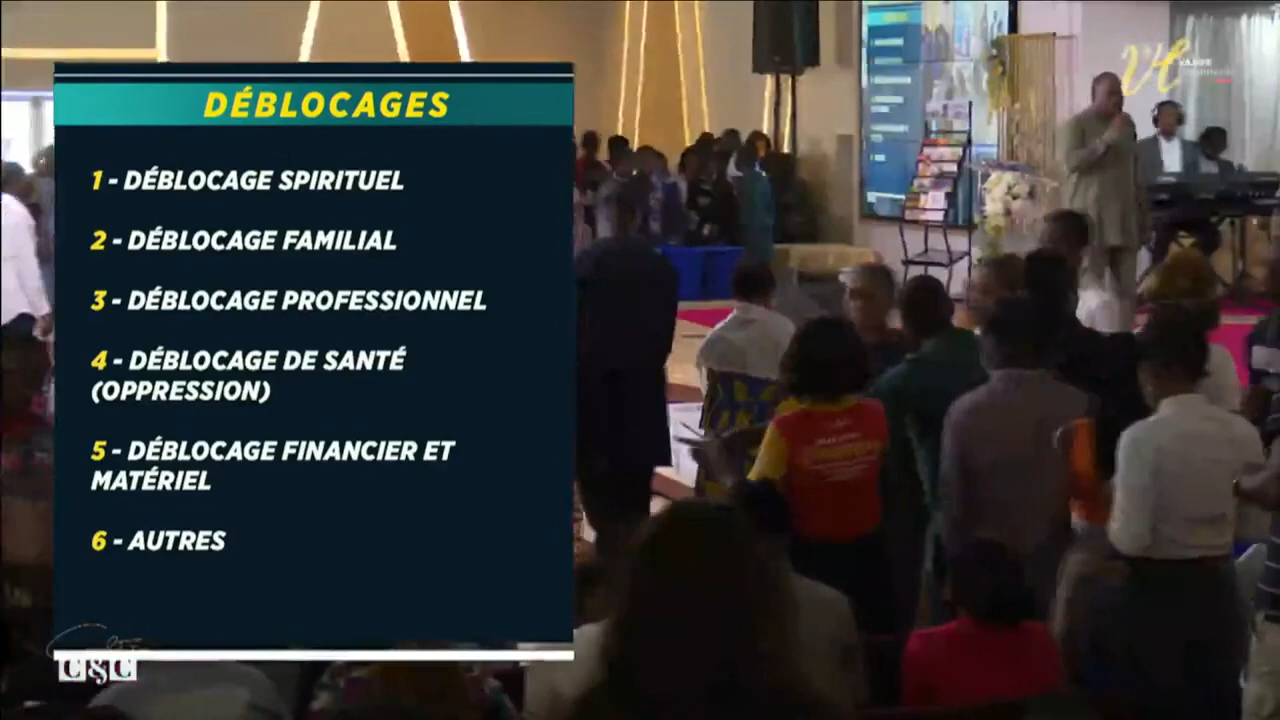 DÉBLOCAGES
1 - DÉBLOCAGE SPIRITUEL
2 - DÉBLOCAGE FAMILIAL
3 - DÉBLOCAGE PROFESSIONNEL
4 - DÉBLOCAGE DE SANTÉ
(OPPRESSION)
5 - DÉBLOCAGE FINANCIER ET
MATÉRIEL
6 - AUTRES
C&C